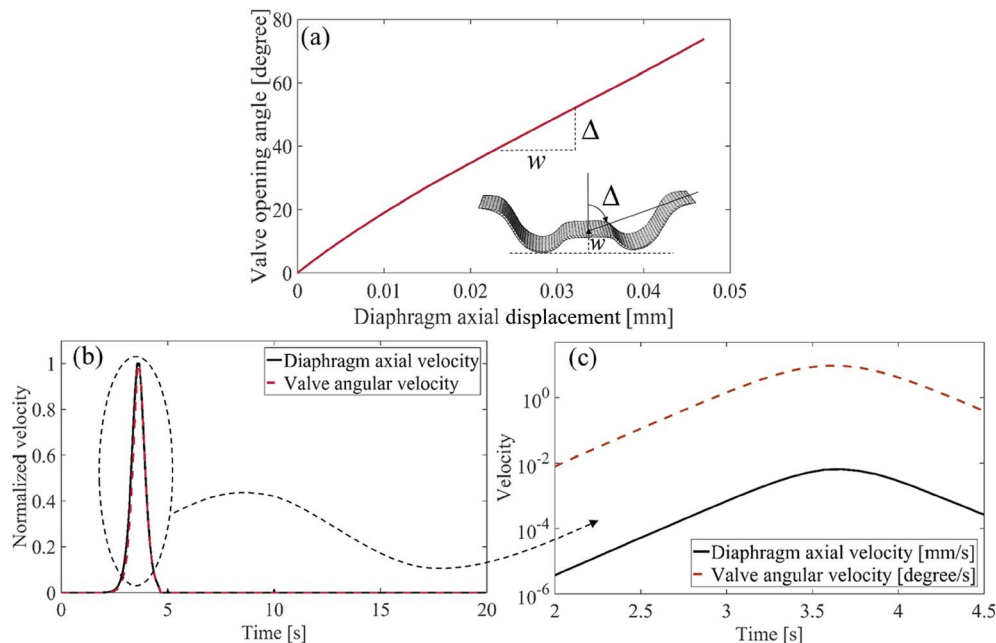 (a)
Valve opening angle [degree]
80
60
40
20
0
Δ
w
Δ
w
0
0.01
0.02
0.03
0.04
0.05
Diaphragm axial displacement [mm]
(b)
Normalized velocity
1
0.8
0.6
0.4
0.2
0
Diaphragm axial velocity
Valve angular velocity
0
5
10
15
20
Time [s]
(c)
Velocity
10^0
10^-2
10^-4
10^-6
Diaphragm axial velocity [mm/s]
Valve angular velocity [degree/s]
2
2.5
3
3.5
4
4.5
Time [s]